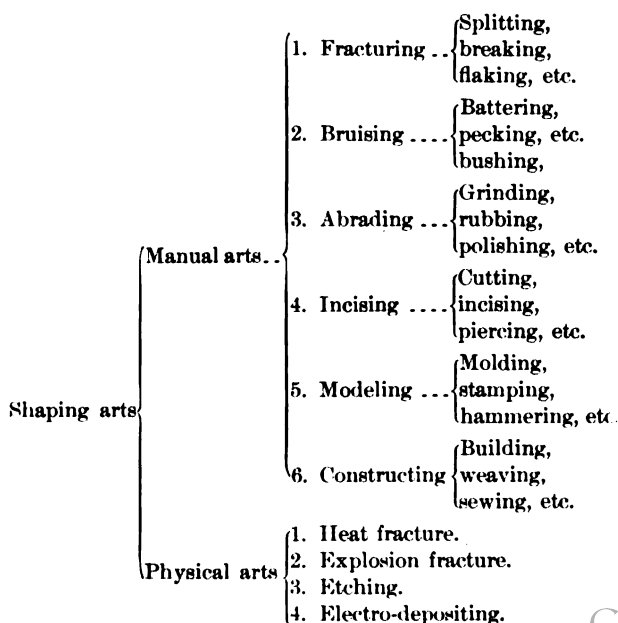 Shaping arts
Manual arts..
1. Fracturing ..
Splitting,
breaking,
flaking, etc.
2. Bruising ....
Battering,
pecking, etc.
bushing,
3. Abrading ...
Grinding,
rubbing,
polishing, etc.
4. Incising ....
Cutting,
incising,
piercing, etc.
5. Modeling ...
Molding,
stamping,
hammering, etc.
6. Constructing
Building,
weaving,
sewing, etc.
Physical arts
1. Heat fracture.
2. Explosion fracture.
3. Etching.
4. Electro-depositing.